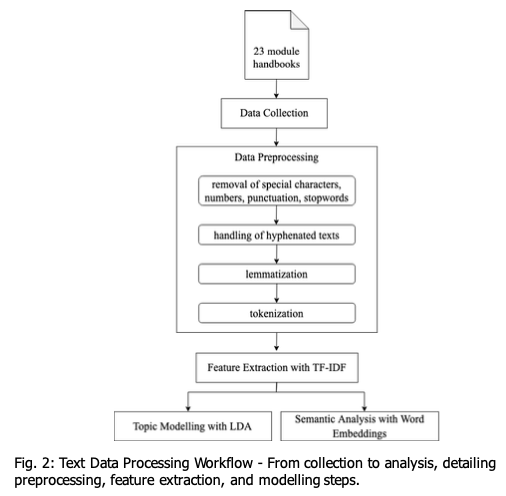 23 module
handbooks
Data Collection
Data Preprocessing
removal of special characters,
numbers, punctuation, stopwords
handling of hyphenated texts
lemmatization
tokenization
Feature Extraction with TF-IDF
Topic Modelling with LDA
Semantic Analysis with Word
Embeddings
Fig. 2: Text Data Processing Workflow - From collection to analysis, detailing
preprocessing, feature extraction, and modelling steps.